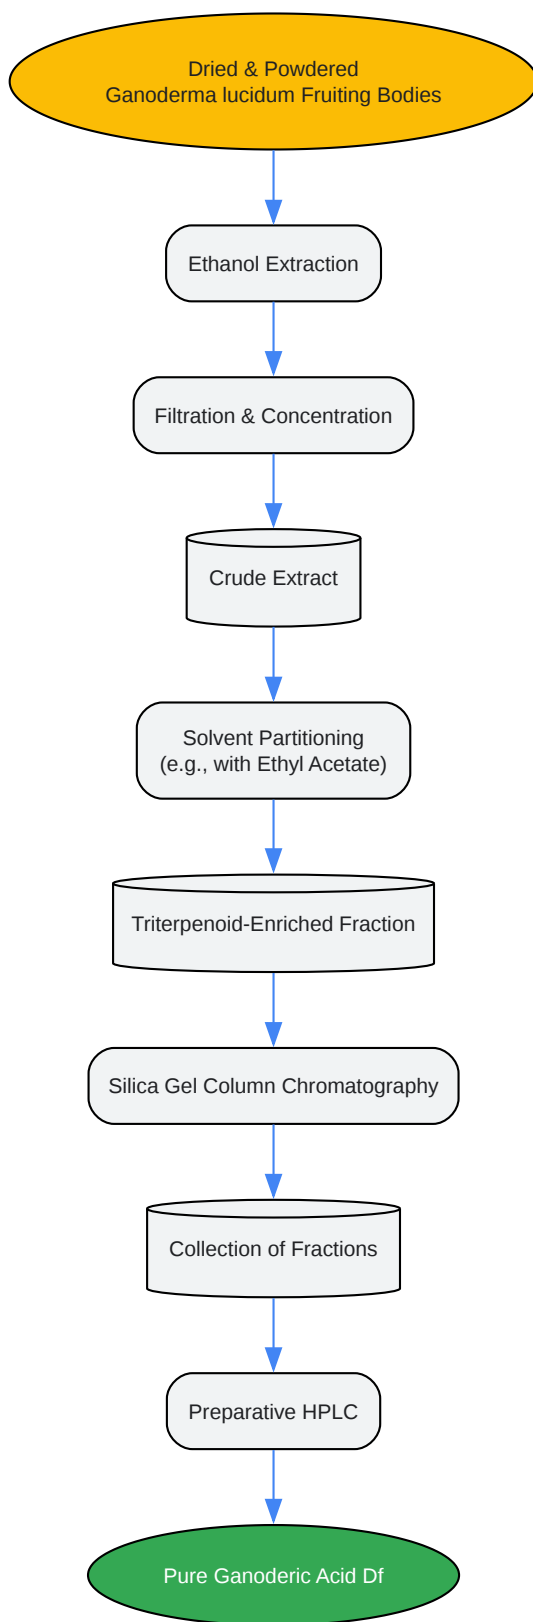 Dried & Powdered
Ganoderma lucidum Fruiting Bodies
Ethanol Extraction
Filtration & Concentration
Crude Extract
Solvent Partitioning
(e.g., with Ethyl Acetate)
Triterpenoid-Enriched Fraction
Silica Gel Column Chromatography
Collection of Fractions
Preparative HPLC
Pure Ganoderic Acid Df